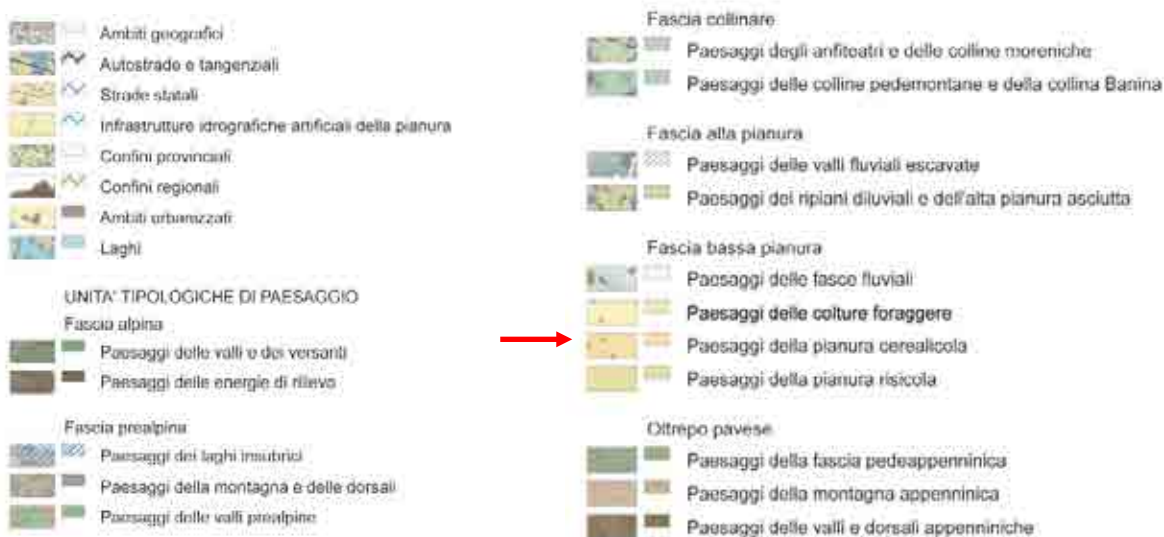 Ambiti geografici
Autostrade e tangenziali
Strade statali
Infrastrutture idrografiche artificiali della pianura
Confini provinciali
Confini regionali
Ambiti urbanizzati
Laghi
UNITA' TIPOLOGICHE DI PAESAGGIO
Fascia alpina
Paesaggi delle valli e dei versanti
Paesaggi delle energie di rilievo
Fascia prealpina
Paesaggi dei laghi insubrici
Paesaggi della montagna e delle dorsali
Paesaggi delle valli prealpine
Fascia collinare
Paesaggi degli anfiteatri e delle colline moreniche
Paesaggi delle colline pedemontane e della collina Banina
Fascia alta pianura
Paesaggi delle valli fluviali escavate
Paesaggi dei ripiani diluviali e dell'alta pianura asciutta
Fascia bassa pianura
Paesaggi delle fasce fluviali
Paesaggi delle colture foraggere
Paesaggi della pianura cerealicola
Paesaggi della pianura risicola
Oltrepo pavese
Paesaggi della fascia pedeappenninica
Paesaggi della montagna appenninica
Paesaggi delle valli e dorsali appenniniche